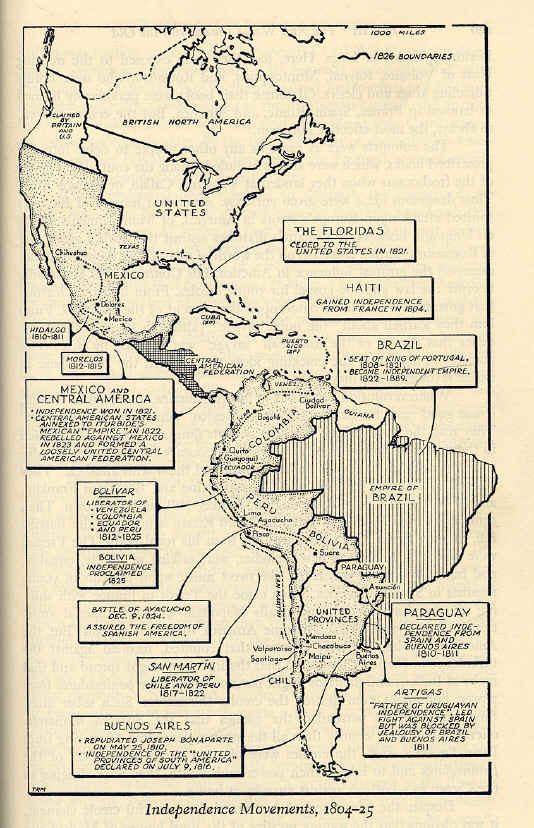 1000 MILES
1826 BOUNDARIES
CLAIMED BY
BRITAIN
AND
U.S.
BRITISH NORTH AMERICA
UNITED
STATES
THE FLORIDAS
CEDED TO THE
UNITED STATES IN 1821.
TEXAS
Chihuahua
MEXICO
HAITI
GAINED INDEPENDENCE
FROM FRANCE IN 1804.
Dolores
Mexico
CUBA
(SP.)
PUERTO
RICO
(SP.)
HIDALGO
1810-1811
MORELOS
1812-1815
CENTRAL
AMERICAN
FEDERATION
BRAZIL
• SEAT OF KING OF PORTUGAL,
1808-1821.
• BECAME INDEPENDENT EMPIRE,
1822-1889.
MEXICO AND
CENTRAL AMERICA
• INDEPENDENCE WON IN 1821.
• CENTRAL AMERICAN STATES
ANNEXED TO ITURBIDE'S
MEXICAN "EMPIRE" IN 1822,
REBELLED AGAINST MEXICO
IN 1823 AND FORMED A
LOOSELY UNITED CENTRAL
AMERICAN FEDERATION.
VENEZ.
Ciudad
Bolívar
Bogotá
COLOMBIA
GUIANA
Quito
Guayaquil
ECUADOR
EMPIRE OF
BRAZIL
BOLÍVAR
LIBERATOR OF
• VENEZUELA
• COLOMBIA
• ECUADOR
• AND PERU
1812-1825
PERU
Lima
Ayacucho
Pisco
BOLIVIA
Sucre
BOLIVIA
INDEPENDENCE
PROCLAIMED
1825
PARAGUAY
Asunción
SAN MARTÍN
BATTLE OF AYACUCHO
DEC. 9, 1824.
ASSURED THE FREEDOM OF
SPANISH AMERICA.
UNITED
PROVINCES
PARAGUAY
DECLARED INDE-
PENDENCE FROM
SPAIN AND
BUENOS AIRES
1810-1811
Mendoza
Valparaíso
Chacabuco
Santiago
Maipú
Buenos
Aires
SAN MARTÍN
LIBERATOR OF
CHILE AND PERU
1817-1822
CHILE
ARTIGAS
"FATHER OF URUGUAYAN
INDEPENDENCE", LED
FIGHT AGAINST SPAIN
BUT WAS BLOCKED BY
JEALOUSY OF BRAZIL
AND BUENOS AIRES
1811
BUENOS AIRES
• REPUDIATED JOSEPH BONAPARTE
ON MAY 25, 1810.
• INDEPENDENCE OF THE "UNITED
PROVINCES OF SOUTH AMERICA"
DECLARED ON JULY 9, 1816.
TRM
Independence Movements, 1804-25